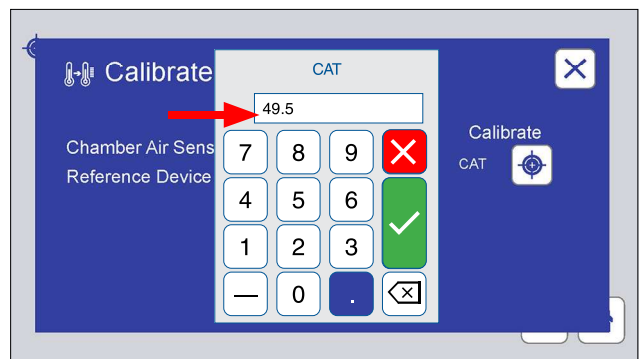 Calibrate
CAT
49.5
Chamber Air Sens
Reference Device
7 8 9
4 5 6
1 2 3
— 0 .
Calibrate
CAT